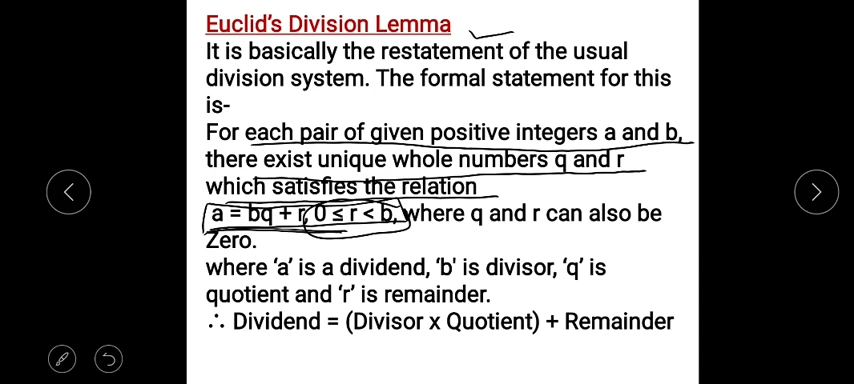 Euclid's Division Lemma
It is basically the restatement of the usual
division system. The formal statement for this
is-
For each pair of given positive integers a and b,
there exist unique whole numbers q and r
which satisfies the relation
a = bq + r, 0 ≤ r < b, where q and r can also be
Zero.
where ‘a’ is a dividend, ‘b' is divisor, ‘q’ is
quotient and ‘r’ is remainder.
∴ Dividend = (Divisor x Quotient) + Remainder